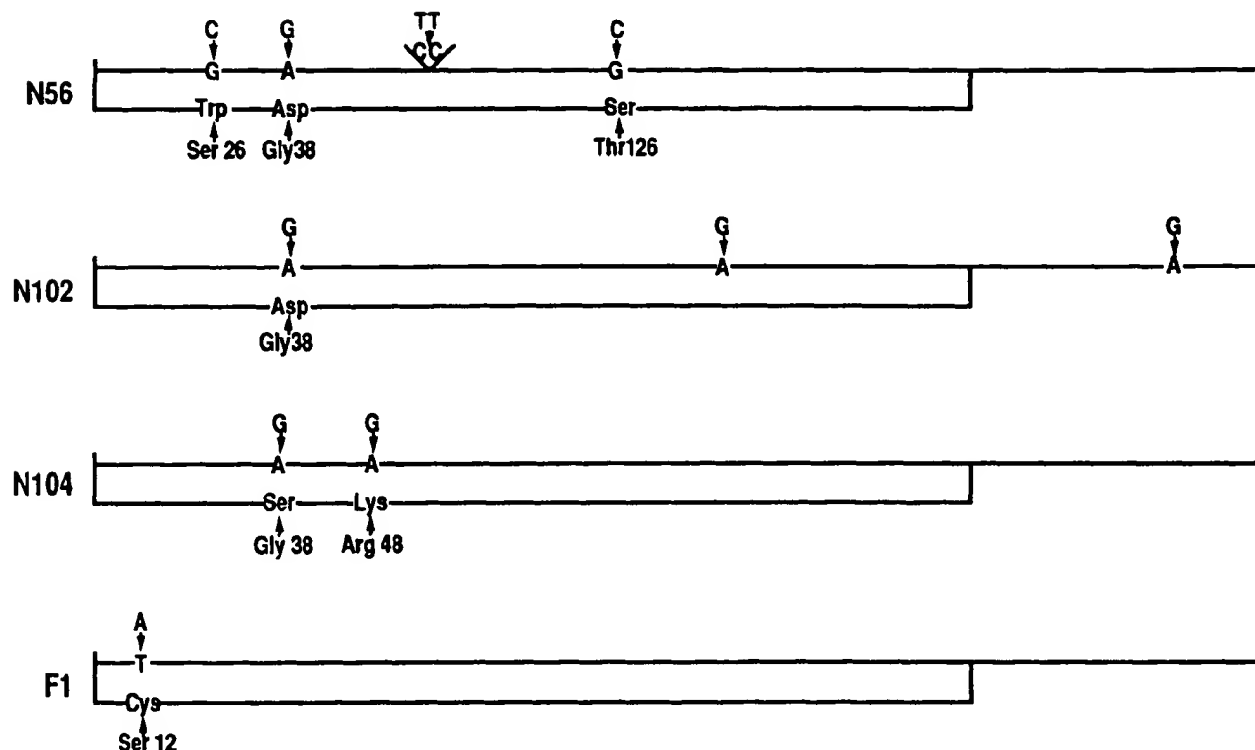 C G TT C
CC
G A G
N56
Trp Asp Ser
Ser 26 Gly38 Thr126
G G G
A A A
N102
Asp
Gly38
G G
A A
N104
Ser Lys
Gly 38 Arg 48
A
T
F1
Cys
Ser 12